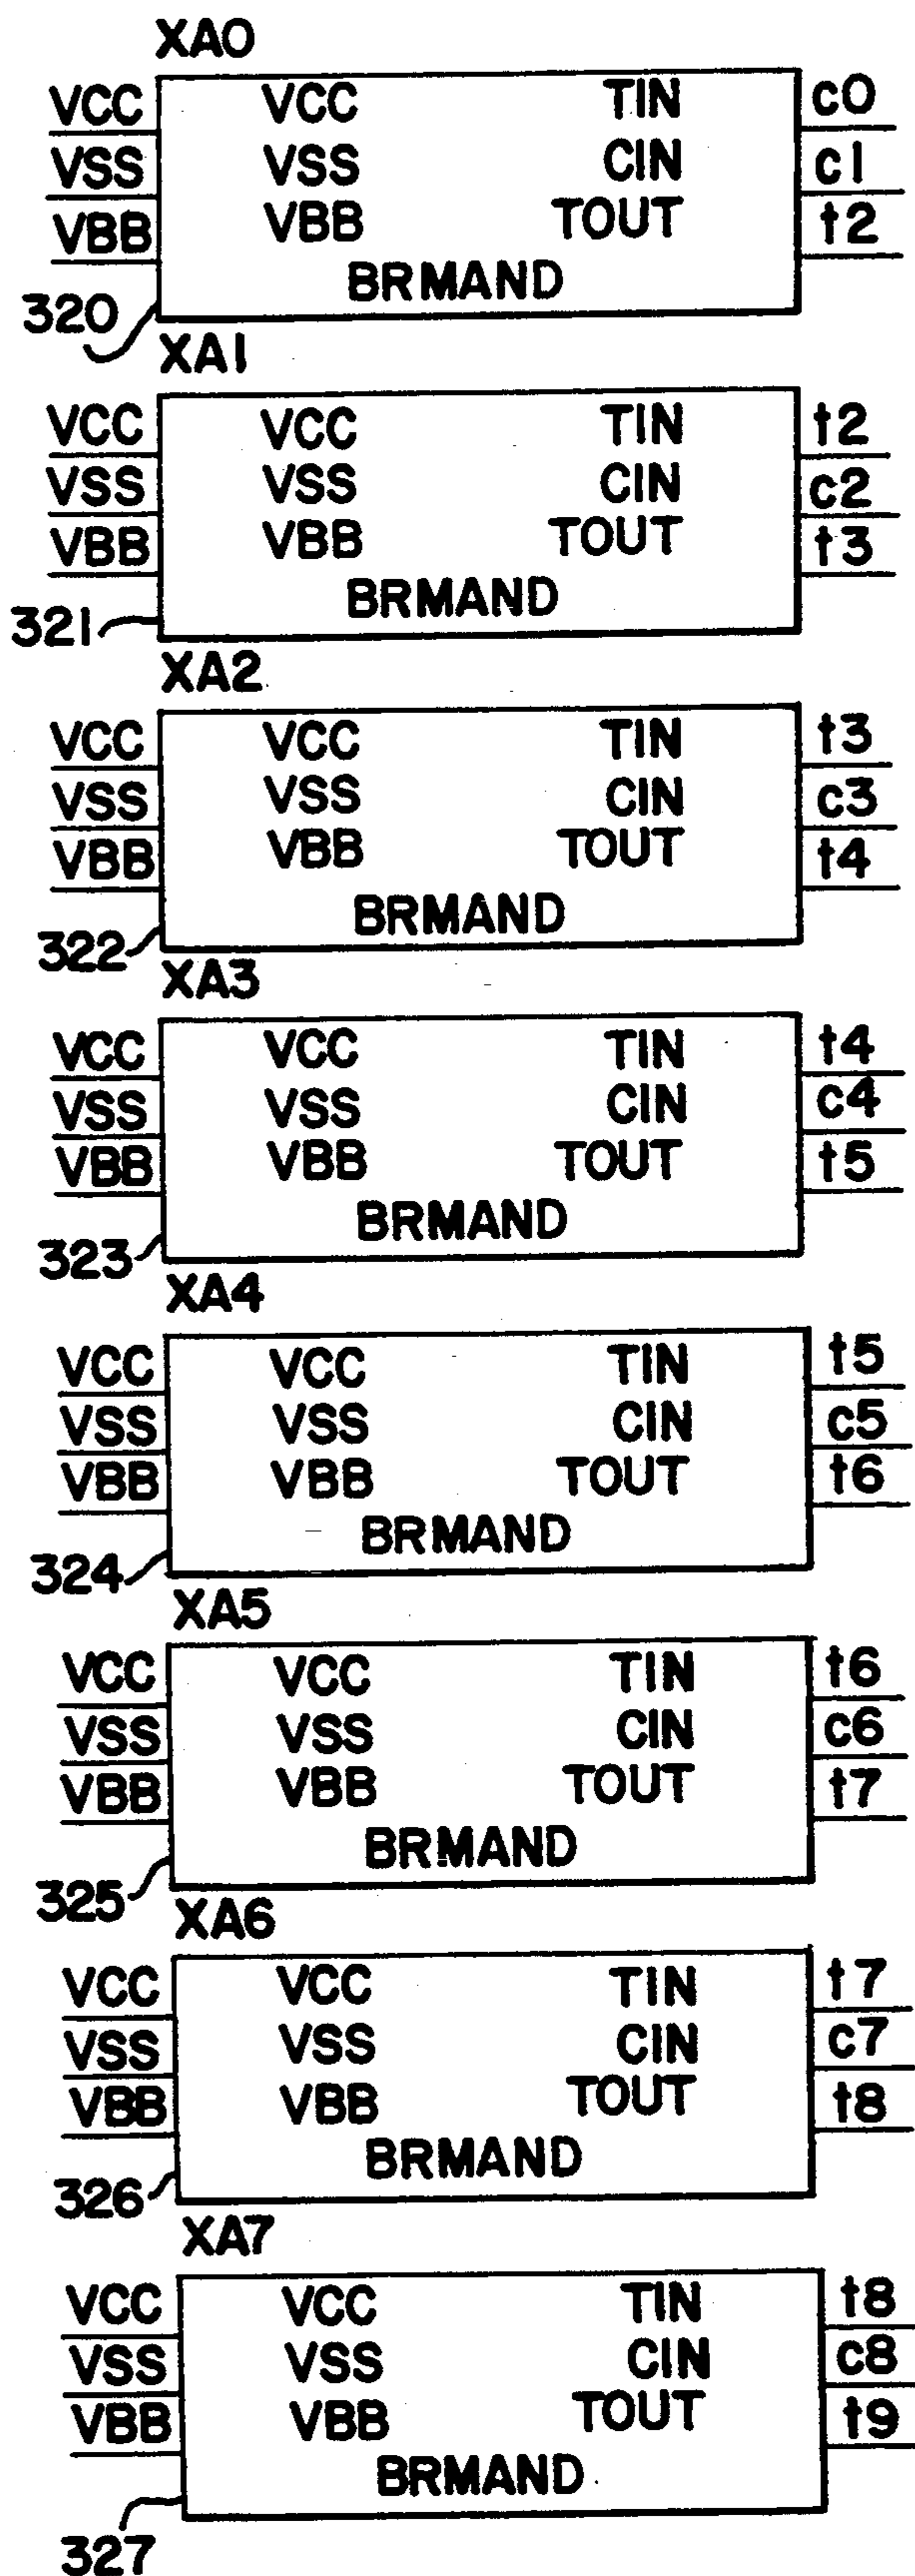 XA0
VCC VCC TIN c0
VSS VSS CIN c1
VBB VBB TOUT t2
BRMAND
320
XA1
VCC VCC TIN t2
VSS VSS CIN c2
VBB VBB TOUT t3
BRMAND
321
XA2
VCC VCC TIN t3
VSS VSS CIN c3
VBB VBB TOUT t4
BRMAND
322
XA3
VCC VCC TIN t4
VSS VSS CIN c4
VBB VBB TOUT t5
BRMAND
323
XA4
VCC VCC TIN t5
VSS VSS CIN c5
VBB VBB TOUT t6
BRMAND
324
XA5
VCC VCC TIN t6
VSS VSS CIN c6
VBB VBB TOUT t7
BRMAND
325
XA6
VCC VCC TIN t7
VSS VSS CIN c7
VBB VBB TOUT t8
BRMAND
326
XA7
VCC VCC TIN t8
VSS VSS CIN c8
VBB VBB TOUT t9
BRMAND
327